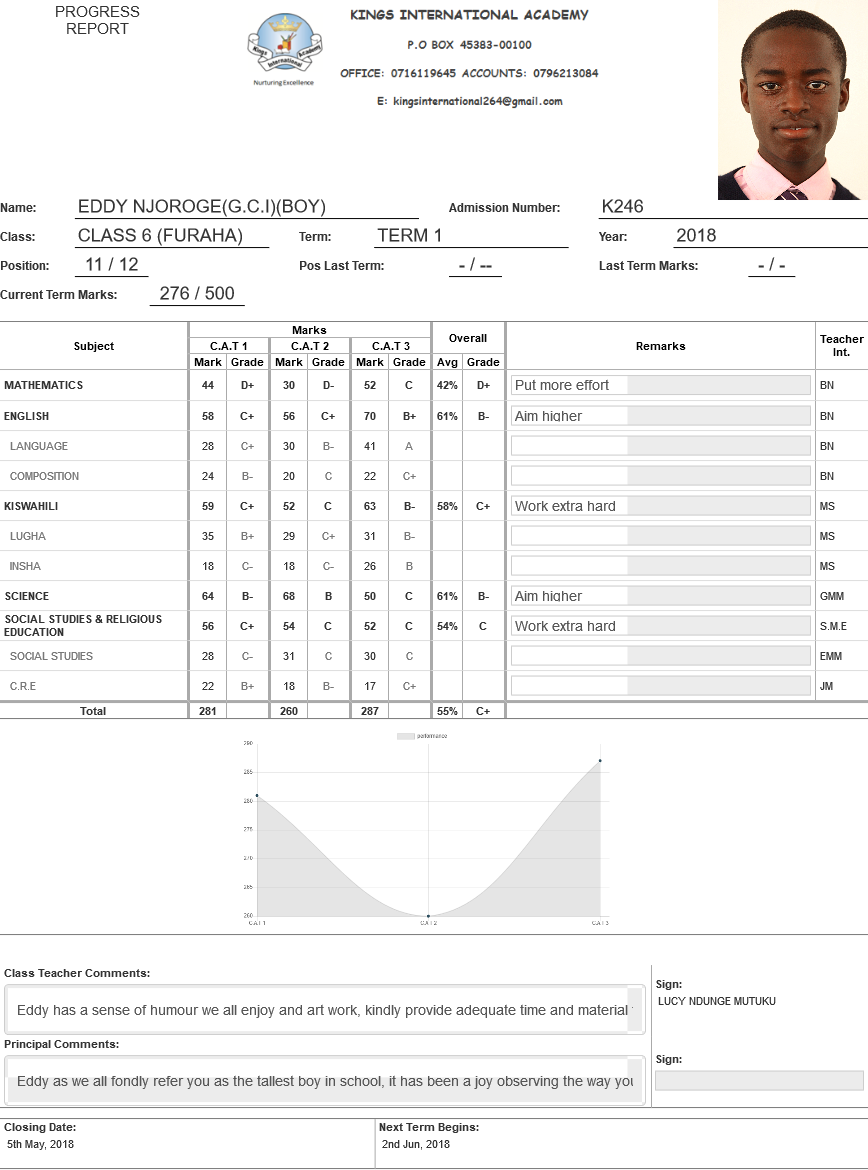 PROGRESS
REPORT
Kings International Academy
Nurturing Excellence
KINGS INTERNATIONAL ACADEMY
P.O BOX 45383-00100
OFFICE: 0716119645 ACCOUNTS: 0796213084
E: kingsinternational264@gmail.com
Name: EDDY NJOROGE(G.C.I)(BOY) Admission Number: K246
Class: CLASS 6 (FURAHA) Term: TERM 1 Year: 2018
Position: 11 / 12 Pos Last Term: - / -- Last Term Marks: - / -
Current Term Marks: 276 / 500
Subject Marks Overall Remarks Teacher Int.
C.A.T 1 C.A.T 2 C.A.T 3
Mark Grade Mark Grade Mark Grade Avg Grade
MATHEMATICS 44 D+ 30 D- 52 C 42% D+ Put more effort BN
ENGLISH 58 C+ 56 C+ 70 B+ 61% B- Aim higher BN
LANGUAGE 28 C+ 30 B- 41 A BN
COMPOSITION 24 B- 20 C 22 C+ BN
KISWAHILI 59 C+ 52 C 63 B- 58% C+ Work extra hard MS
LUGHA 35 B+ 29 C+ 31 B- MS
INSHA 18 C- 18 C- 26 B MS
SCIENCE 64 B- 68 B 50 C 61% B- Aim higher GMM
SOCIAL STUDIES & RELIGIOUS
EDUCATION 56 C+ 54 C 52 C 54% C Work extra hard S.M.E
SOCIAL STUDIES 28 C- 31 C 30 C EMM
C.R.E 22 B+ 18 B- 17 C+ JM
Total 281 260 287 55% C+
performance
290
285
280
275
270
265
260
C.A.T 1 C.A.T 2 C.A.T 3
Class Teacher Comments:
Eddy has a sense of humour we all enjoy and art work, kindly provide adequate time and material
Sign:
LUCY NDUNGE MUTUKU
Principal Comments:
Eddy as we all fondly refer you as the tallest boy in school, it has been a joy observing the way you
Sign:
Closing Date: Next Term Begins:
5th May, 2018 2nd Jun, 2018